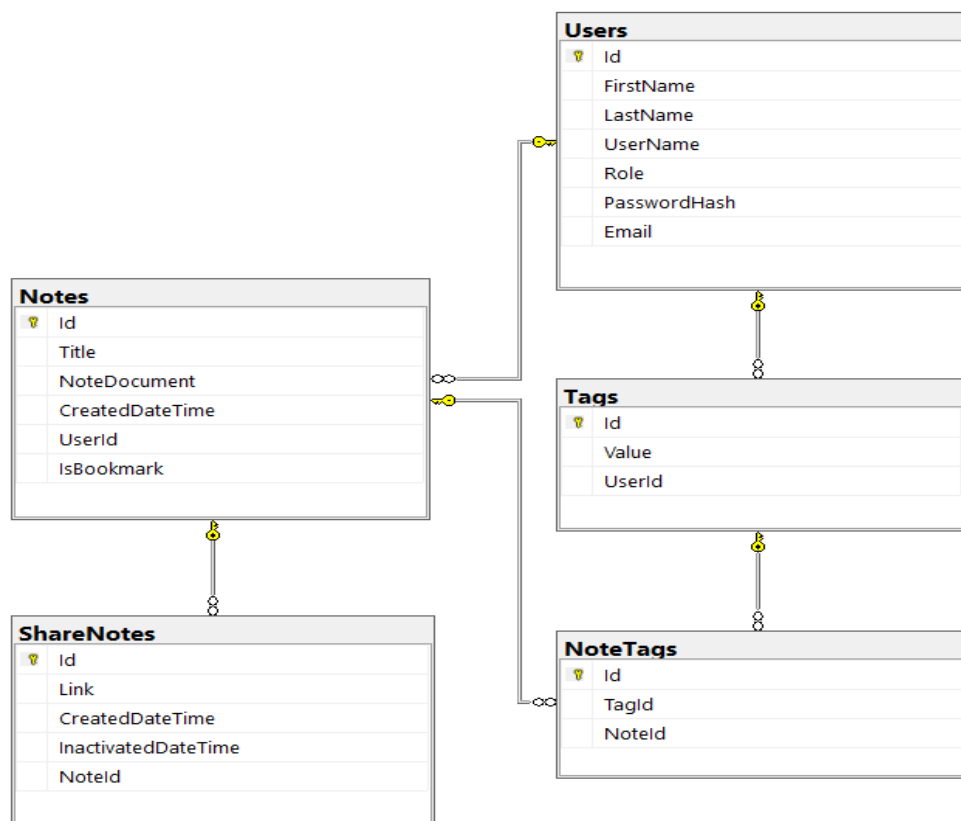 Users
Id
FirstName
LastName
UserName
Role
PasswordHash
Email
Notes
Id
Title
NoteDocument
CreatedDateTime
UserId
IsBookmark
Tags
Id
Value
UserId
ShareNotes
Id
Link
CreatedDateTime
InactivatedDateTime
NoteId
NoteTags
Id
TagId
NoteId